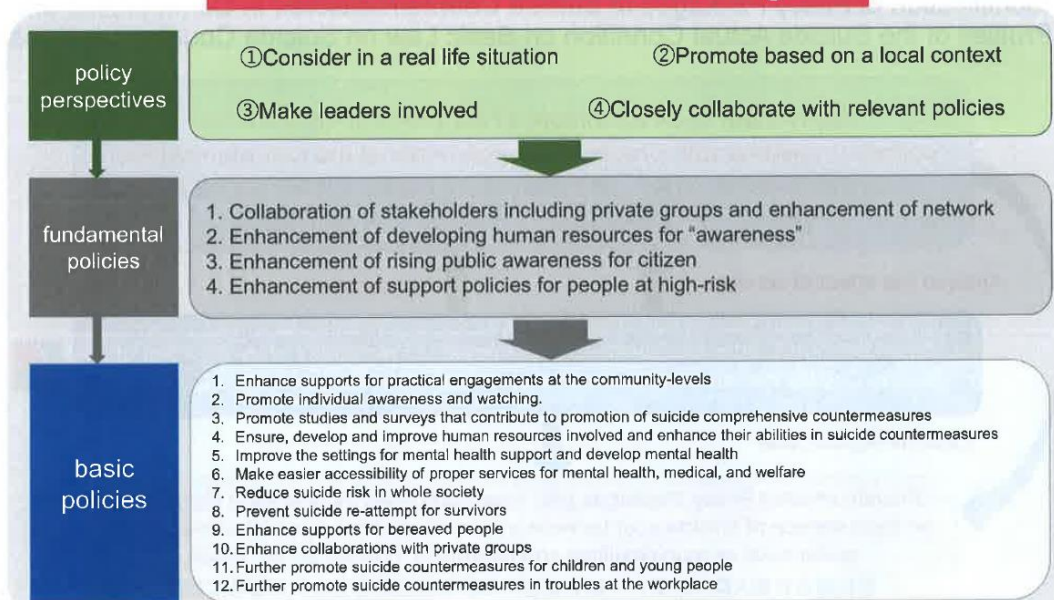 policy
perspectives
①Consider in a real life situation
②Promote based on a local context
③Make leaders involved
④Closely collaborate with relevant policies
fundamental
policies
1. Collaboration of stakeholders including private groups and enhancement of network
2. Enhancement of developing human resources for “awareness”
3. Enhancement of rising public awareness for citizen
4. Enhancement of support policies for people at high-risk
basic
policies
1. Enhance supports for practical engagements at the community-levels
2. Promote individual awareness and watching.
3. Promote studies and surveys that contribute to promotion of suicide comprehensive countermeasures
4. Ensure, develop and improve human resources involved and enhance their abilities in suicide countermeasures
5. Improve the settings for mental health support and develop mental health
6. Make easier accessibility of proper services for mental health, medical, and welfare
7. Reduce suicide risk in whole society
8. Prevent suicide re-attempt for survivors
9. Enhance supports for bereaved people
10. Enhance collaborations with private groups
11. Further promote suicide countermeasures for children and young people
12. Further promote suicide countermeasures in troubles at the workplace